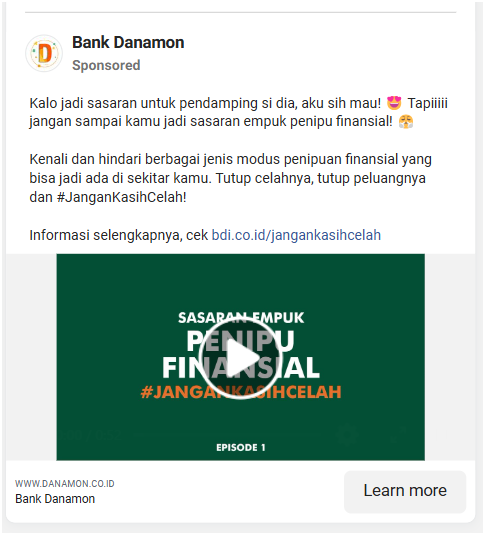 Bank Danamon
Sponsored
Kalo jadi sasaran untuk pendamping si dia, aku sih mau! 😍 Tapiiiii
jangan sampai kamu jadi sasaran empuk penipu finansial! 😤
Kenali dan hindari berbagai jenis modus penipuan finansial yang
bisa jadi ada di sekitar kamu. Tutup celahnya, tutup peluangnya
dan #JanganKasihCelah!
Informasi selengkapnya, cek bdi.co.id/jangankasihcelah
SASARAN EMPUK
PENIPU
FINANSIAL
#JANGANKASIHCELAH
EPISODE 1
WWW.DANAMON.CO.ID
Bank Danamon
Learn more